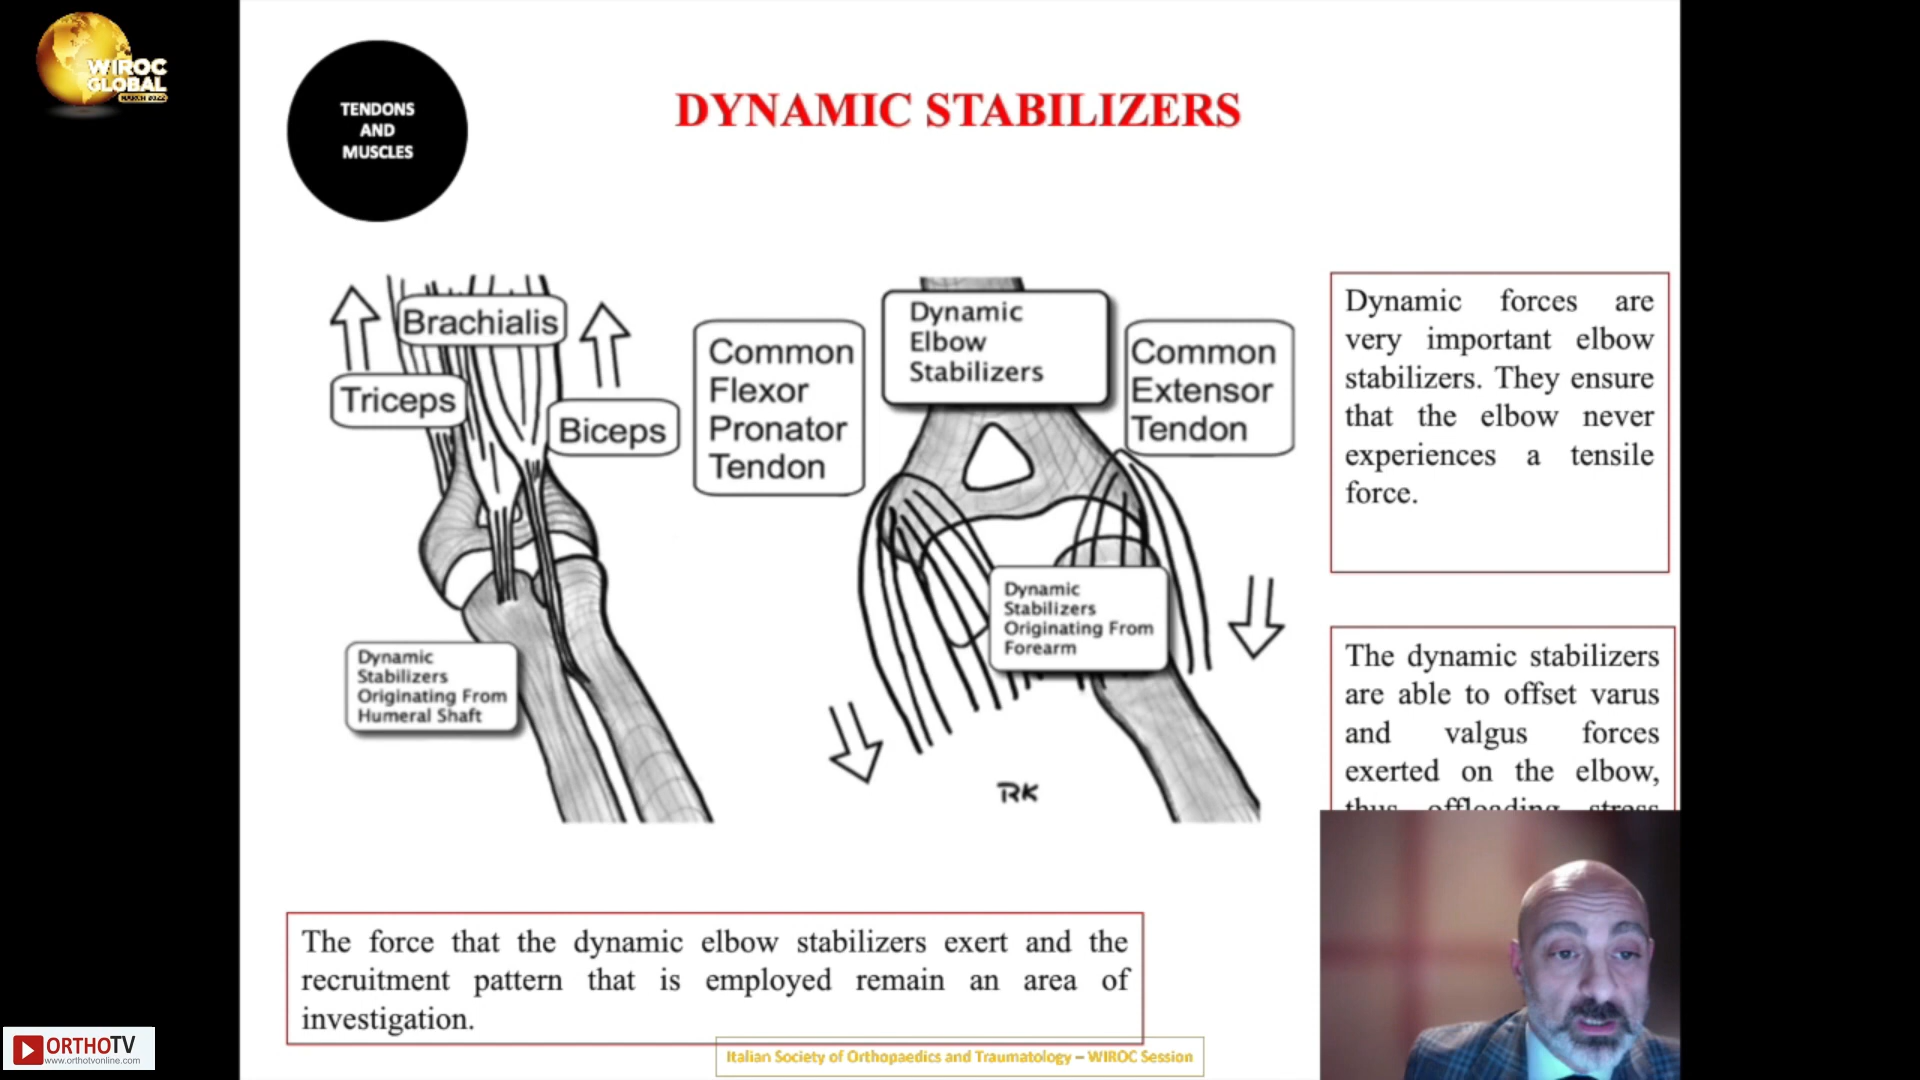 WIROC
GLOBAL
MARCH 2022
TENDONS
AND
MUSCLES
DYNAMIC STABILIZERS
Brachialis
Triceps
Biceps
Dynamic
Stabilizers
Originating From
Humeral Shaft
Common
Flexor
Pronator
Tendon
Dynamic
Elbow
Stabilizers
Common
Extensor
Tendon
Dynamic
Stabilizers
Originating From
Forearm
RK
Dynamic forces are
very important elbow
stabilizers. They ensure
that the elbow never
experiences a tensile
force.
The dynamic stabilizers
are able to offset varus
and valgus forces
exerted on the elbow,
thus offloading stress
The force that the dynamic elbow stabilizers exert and the
recruitment pattern that is employed remain an area of
investigation.
Italian Society of Orthopaedics and Traumatology – WIROC Session
ORTHOTV
www.orthotvonline.com